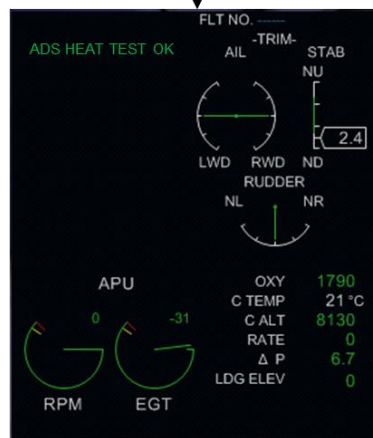 FLT NO. ------
ADS HEAT TEST OK
-TRIM-
AIL STAB
NU
2.4
LWD RWD ND
RUDDER
NL NR
APU
0 -31
RPM EGT
OXY 1790
C TEMP 21 °C
C ALT 8130
RATE 0
Δ P 6.7
LDG ELEV 0